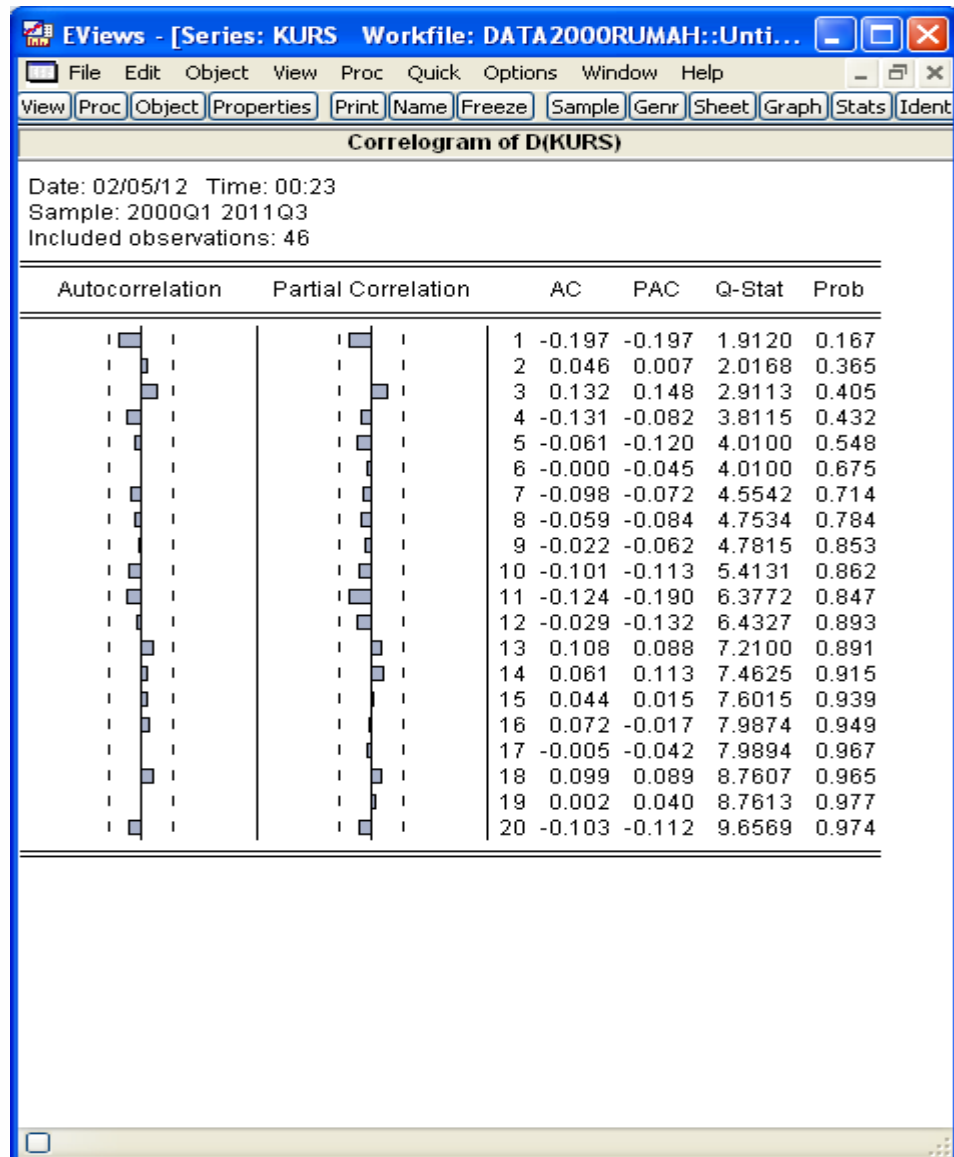 EViews - [Series: KURS Workfile: DATA2000RUMAH::Unti...
File Edit Object View Proc Quick Options Window Help
View Proc Object Properties Print Name Freeze Sample Genr Sheet Graph Stats Ident
Correlogram of D(KURS)
Date: 02/05/12 Time: 00:23
Sample: 2000Q1 2011Q3
Included observations: 46
Autocorrelation Partial Correlation AC PAC Q-Stat Prob
1 -0.197 -0.197 1.9120 0.167
2 0.046 0.007 2.0168 0.365
3 0.132 0.148 2.9113 0.405
4 -0.131 -0.082 3.8115 0.432
5 -0.061 -0.120 4.0100 0.548
6 -0.000 -0.045 4.0100 0.675
7 -0.098 -0.072 4.5542 0.714
8 -0.059 -0.084 4.7534 0.784
9 -0.022 -0.062 4.7815 0.853
10 -0.101 -0.113 5.4131 0.862
11 -0.124 -0.190 6.3772 0.847
12 -0.029 -0.132 6.4327 0.893
13 0.108 0.088 7.2100 0.891
14 0.061 0.113 7.4625 0.915
15 0.044 0.015 7.6015 0.939
16 0.072 -0.017 7.9874 0.949
17 -0.005 -0.042 7.9894 0.967
18 0.099 0.089 8.7607 0.965
19 0.002 0.040 8.7613 0.977
20 -0.103 -0.112 9.6569 0.974